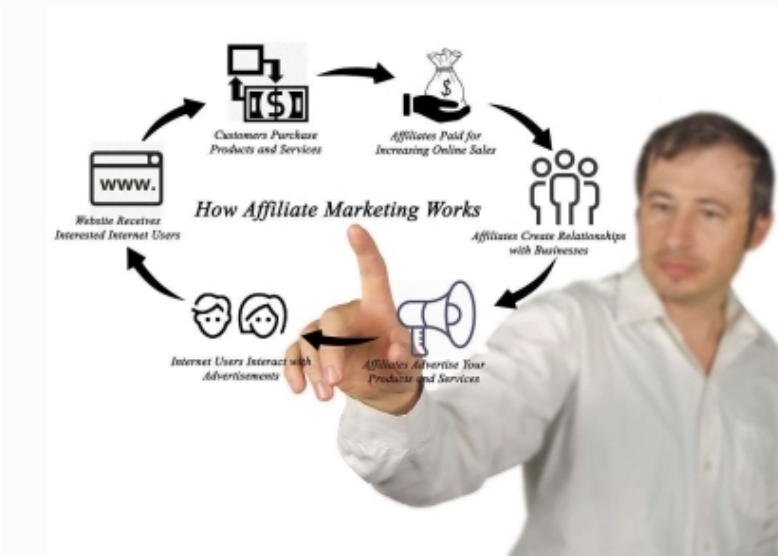 Customers Purchase
Products and Services
Affiliates Paid for
Increasing Online Sales
$
$
www.
Website Receives
Interested Internet Users
How Affiliate Marketing Works
Affiliates Create Relationships
with Businesses
Internet Users Interact with
Advertisements
Affiliates Advertise Your
Products and Services